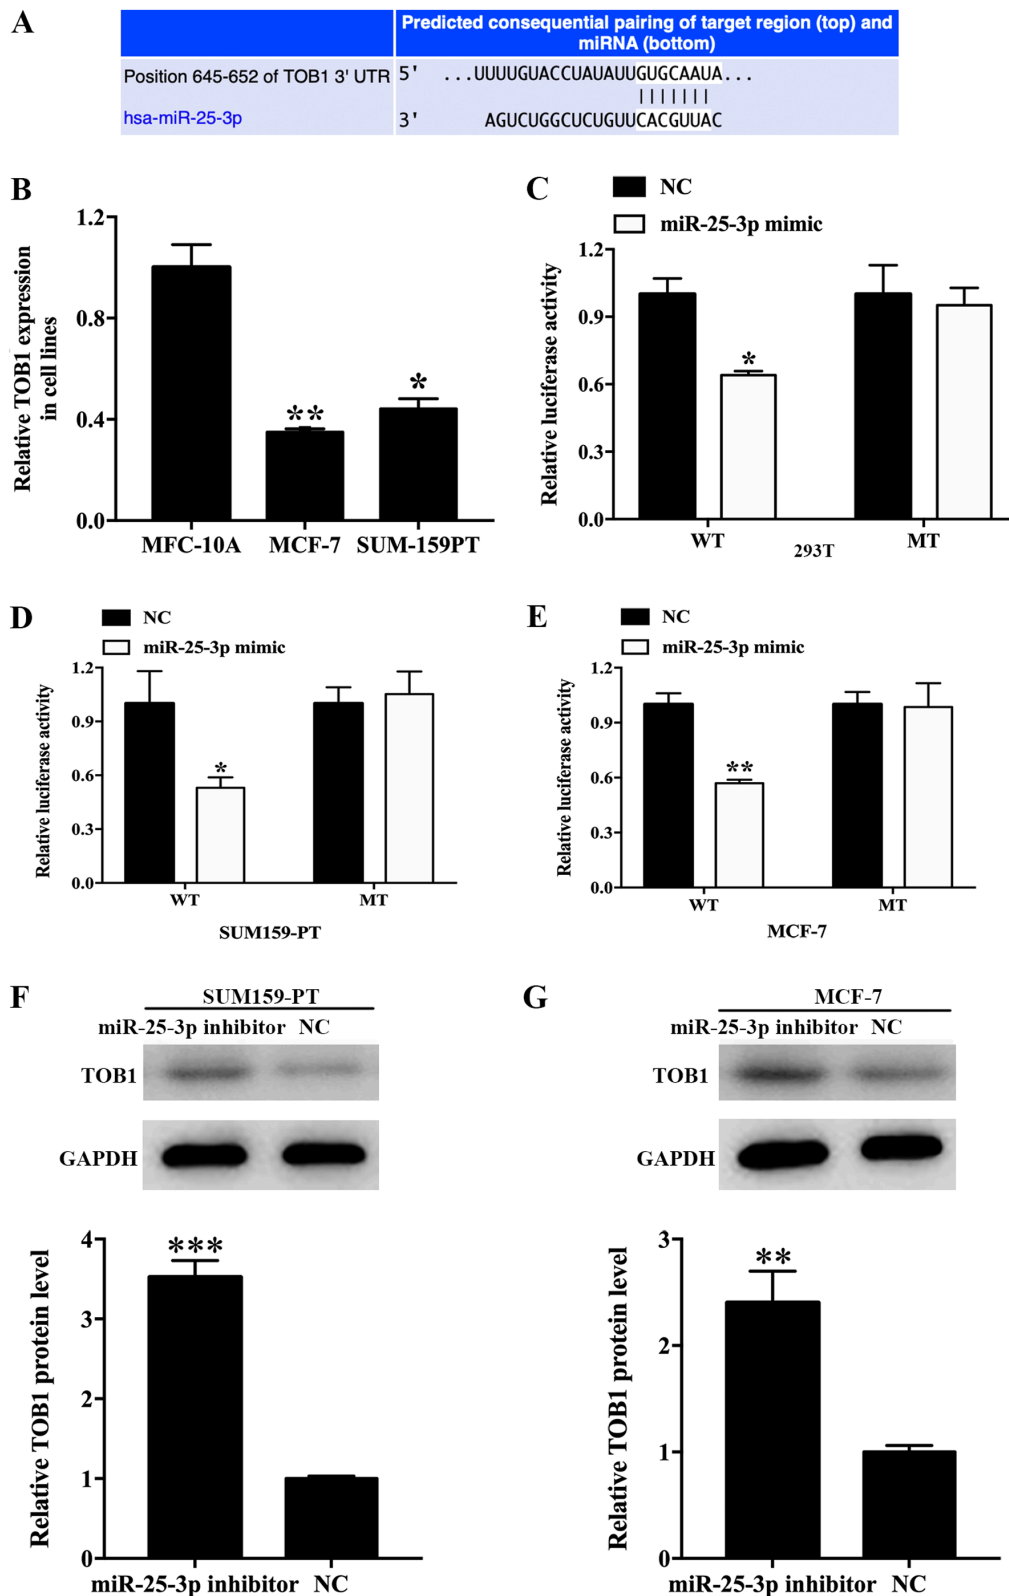 A
Predicted consequential pairing of target region (top) and
miRNA (bottom)
Position 645-652 of TOB1 3' UTR 5' ...UUUUGUACCUAUAUUGUGCAAUA...
hsa-miR-25-3p 3' AGUCUGGCUCUGUUCACGUUAC
B
Relative TOB1 expression
in cell lines
1.2
0.8
0.4
0.0
** *
MFC-10A MCF-7 SUM-159PT
C
NC
miR-25-3p mimic
Relative luciferase activity
1.2
0.9
0.6
0.3
0.0
*
WT MT
293T
D
NC
miR-25-3p mimic
Relative luciferase activity
1.2
0.9
0.6
0.3
0.0
*
WT MT
SUM159-PT
E
NC
miR-25-3p mimic
Relative luciferase activity
1.2
0.9
0.6
0.3
0.0
**
WT MT
MCF-7
F
SUM159-PT
miR-25-3p inhibitor NC
TOB1
GAPDH
Relative TOB1 protein level
4
3
2
1
0
***
miR-25-3p inhibitor NC
G
MCF-7
miR-25-3p inhibitor NC
TOB1
GAPDH
Relative TOB1 protein level
3
2
1
0
**
miR-25-3p inhibitor NC